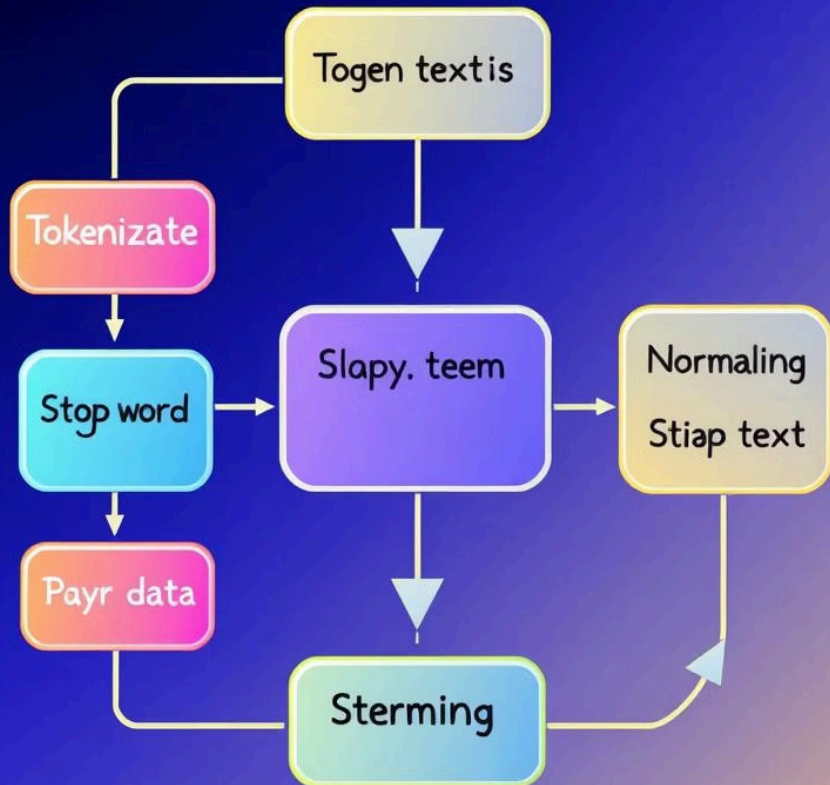 Togen textis
Tokenizate
Slapy. teem
Normaling
Stiap text
Stop word
Payr data
Sterming